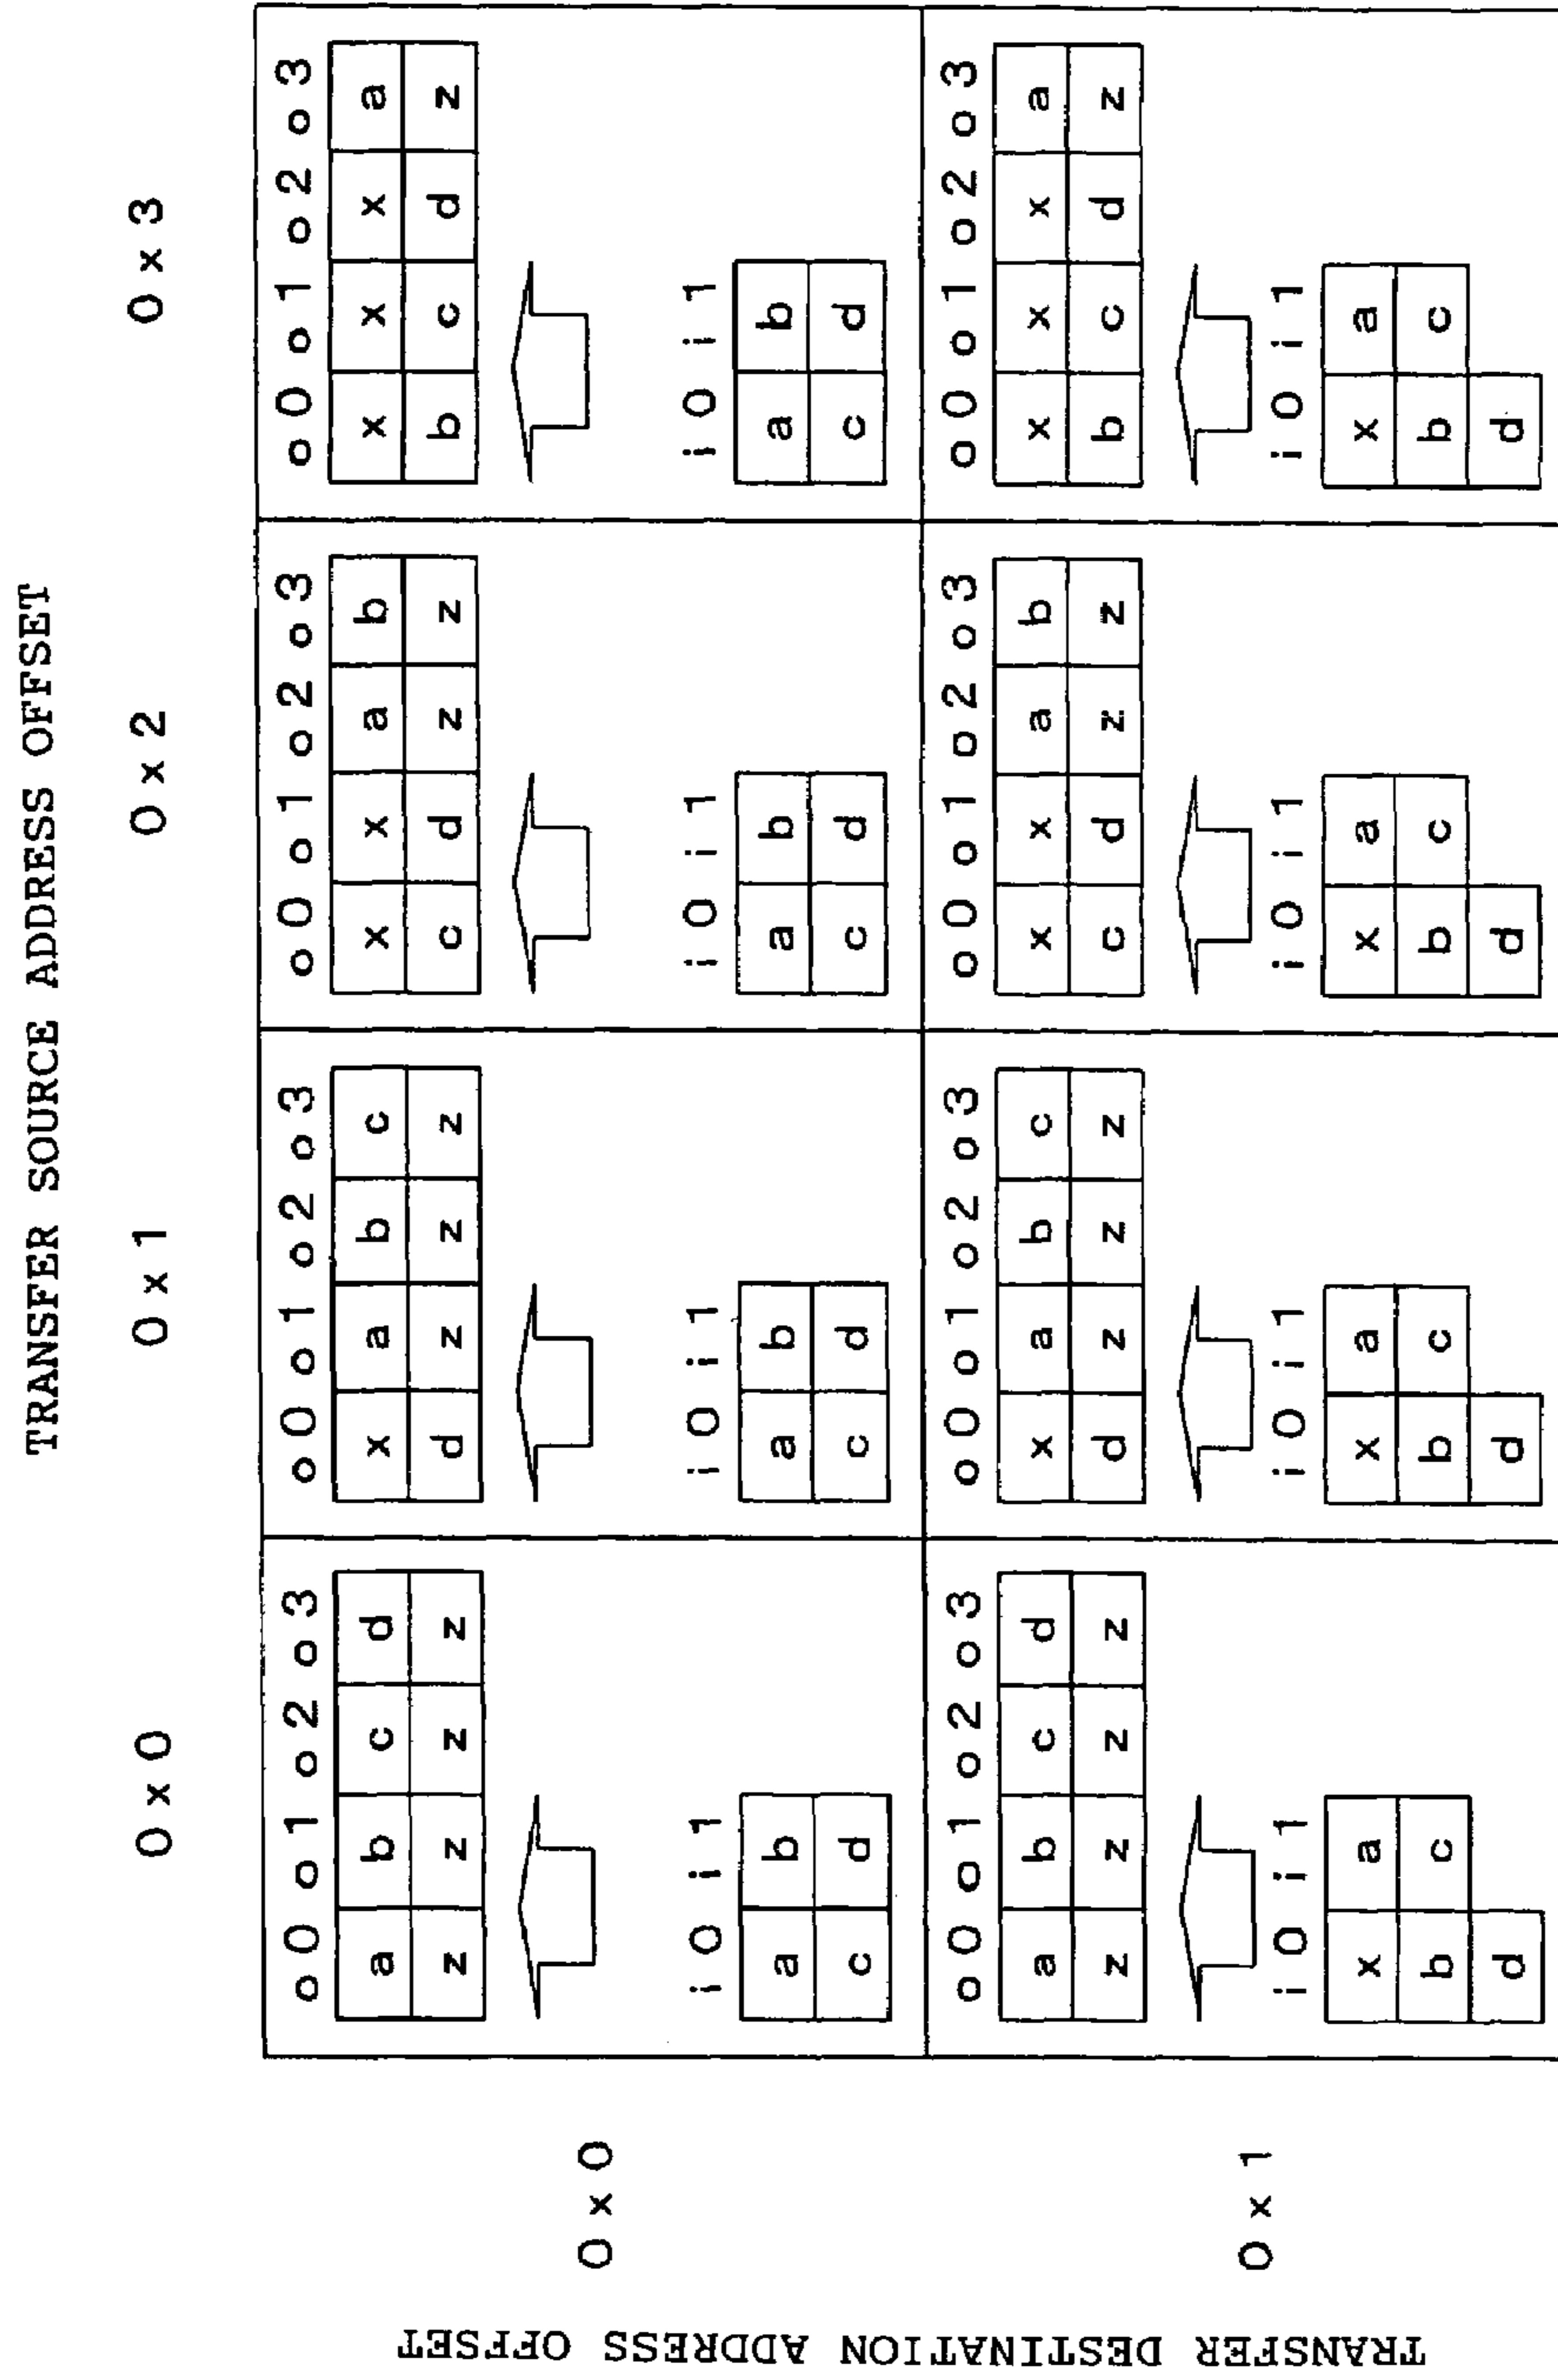 TRANSFER SOURCE ADDRESS OFFSET
0x0 0x1 0x2 0x3
TRANSFER DESTINATION ADDRESS OFFSET
0x0
o0 o1 o2 o3 o0 o1 o2 o3 o0 o1 o2 o3 o0 o1 o2 o3
a b c d x a b c x x a b x x x a
z z z z d z z z c d z z b c d z
i0 i1 i0 i1 i0 i1 i0 i1
a b a b a b a b
c d c d c d c d
0x1
o0 o1 o2 o3 o0 o1 o2 o3 o0 o1 o2 o3 o0 o1 o2 o3
a b c d x a b c x x a b x x x a
z z z z d z z z c d z z b c d z
i0 i1 i0 i1 i0 i1 i0 i1
x a x a x a x a
b c b c b c b c
d d d d